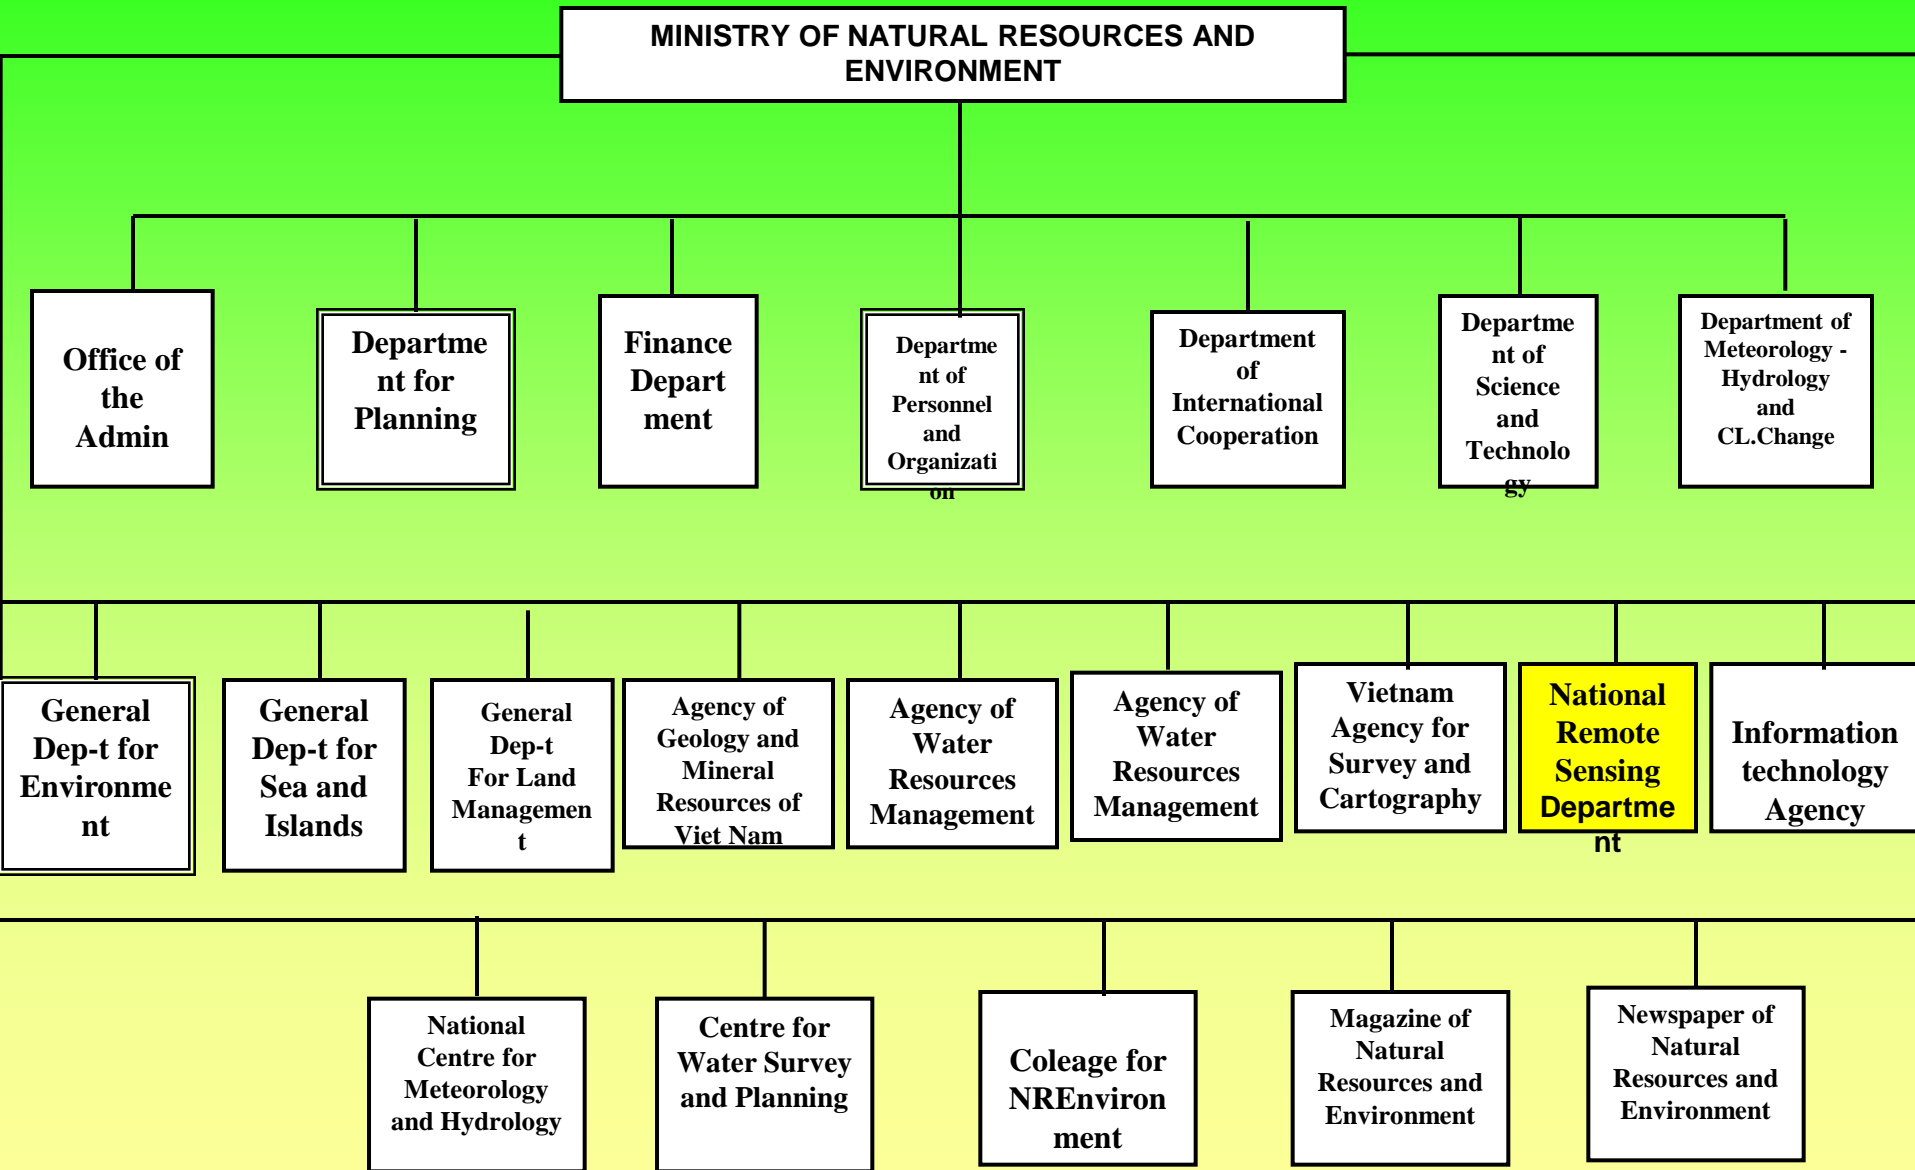 MINISTRY OF NATURAL RESOURCES AND
ENVIRONMENT
Office of
the
Admin
Departme
nt for
Planning
Finance
Depart
ment
Departme
nt of
Personnel
and
Organizati
on
Department
of
International
Cooperation
Departme
nt of
Science
and
Technolo
gy
Department of
Meteorology -
Hydrology
and
CL.Change
General
Dep-t for
Environme
nt
General
Dep-t for
Sea and
Islands
General
Dep-t
For Land
Managemen
t
Agency of
Geology and
Mineral
Resources of
Viet Nam
Agency of
Water
Resources
Management
Agency of
Water
Resources
Management
Vietnam
Agency for
Survey and
Cartography
National
Remote
Sensing
Departme
nt
Information
technology
Agency
National
Centre for
Meteorology
and Hydrology
Centre for
Water Survey
and Planning
Coleage for
NREnviron
ment
Magazine of
Natural
Resources and
Environment
Newspaper of
Natural
Resources and
Environment